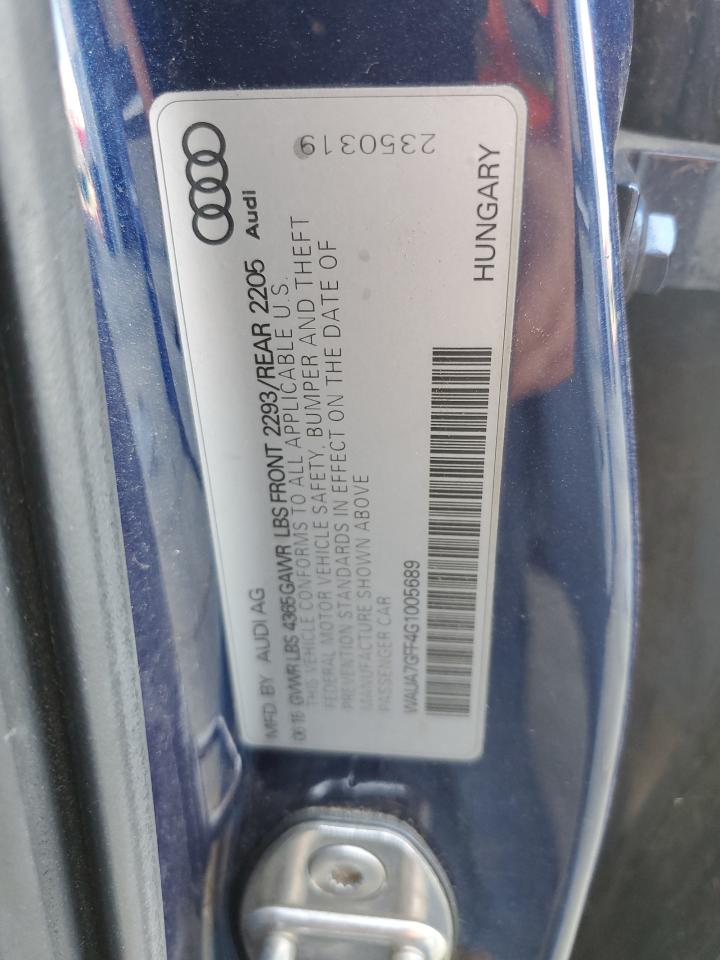 MFD BY AUDI AG
06/15 GVWR LBS 4365 GAWR LBS FRONT 2293/REAR 2205
THIS VEHICLE CONFORMS TO ALL APPLICABLE U.S.
FEDERAL MOTOR VEHICLE SAFETY, BUMPER AND THEFT
PREVENTION STANDARDS IN EFFECT ON THE DATE OF
MANUFACTURE SHOWN ABOVE
PASSENGER CAR
WAUA7GFF4G1005689
Audi
2350319
HUNGARY